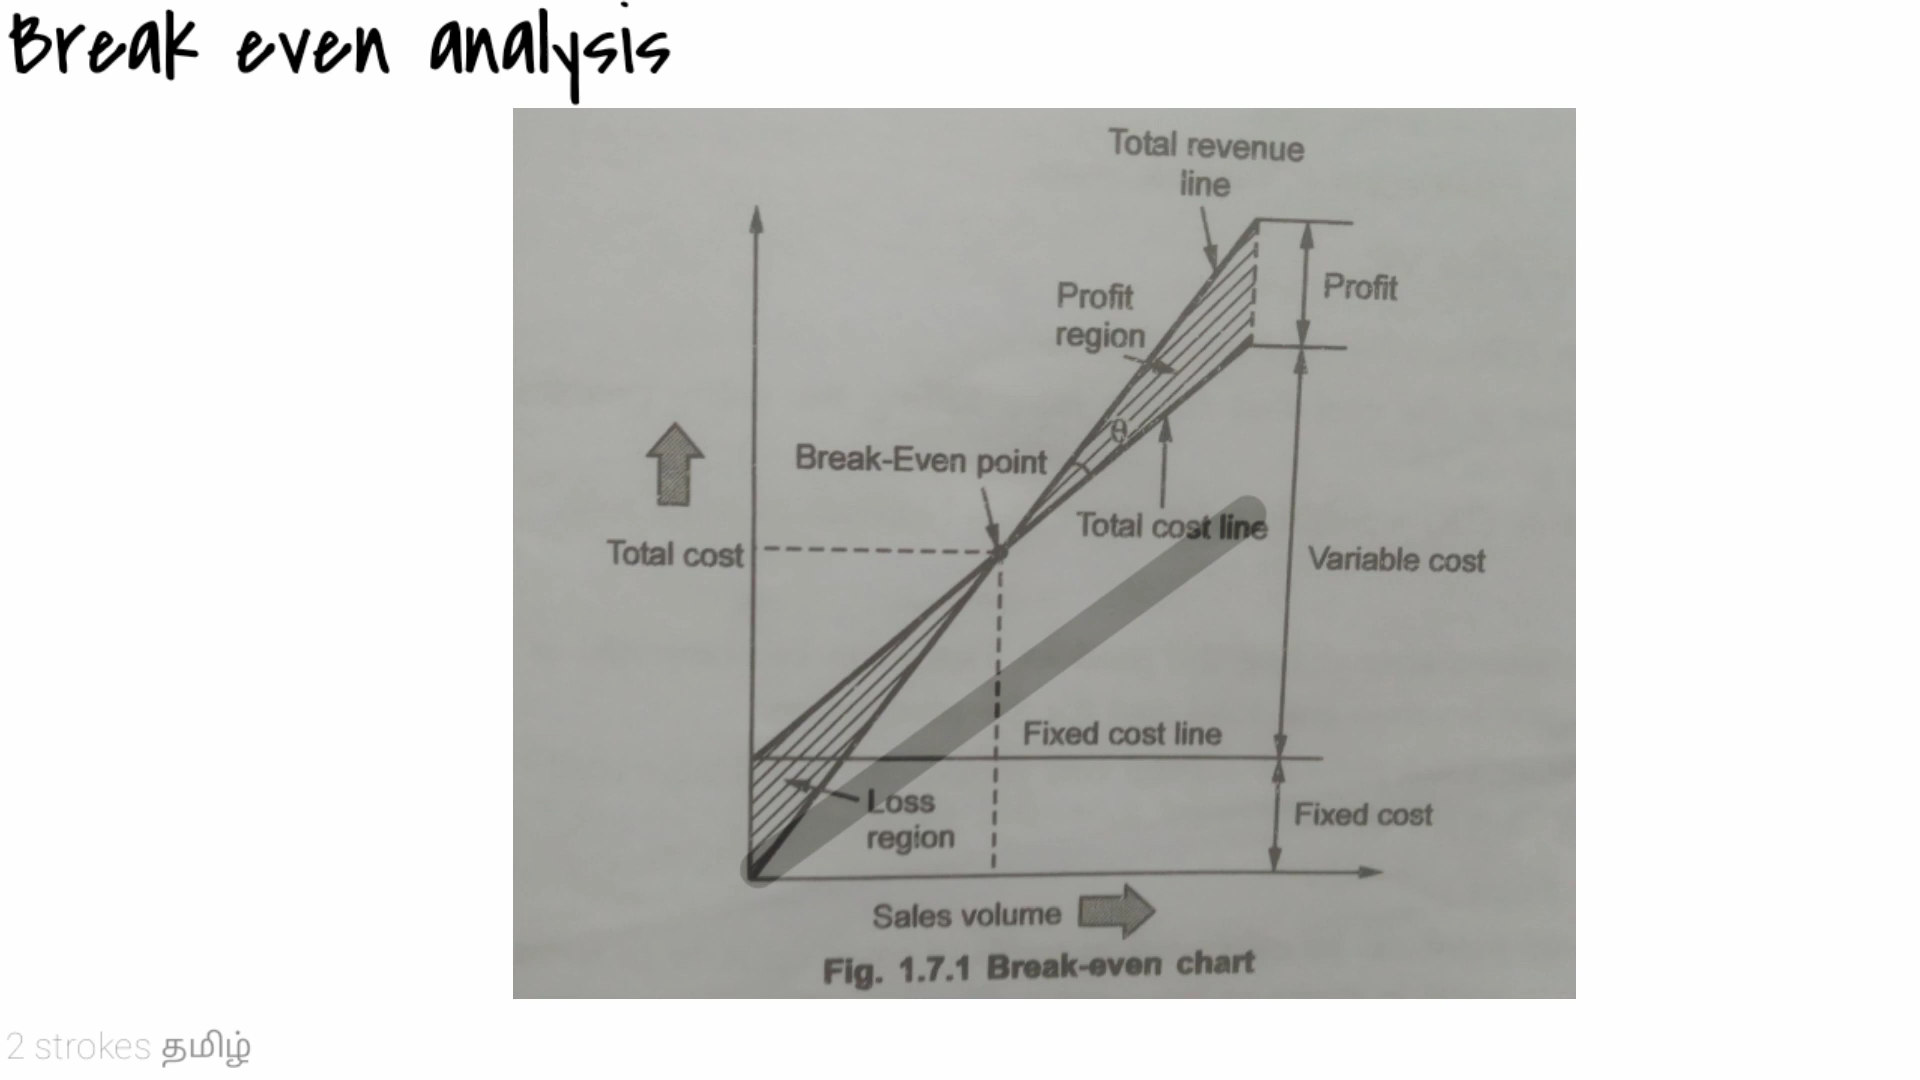 Break even analysis
Total revenue
line
Profit
Profit
region
θ
Break-Even point
Total cost line
Total cost
Variable cost
Fixed cost line
Loss
region
Fixed cost
Sales volume
Fig. 1.7.1 Break-even chart
2 strokes தமிழ்